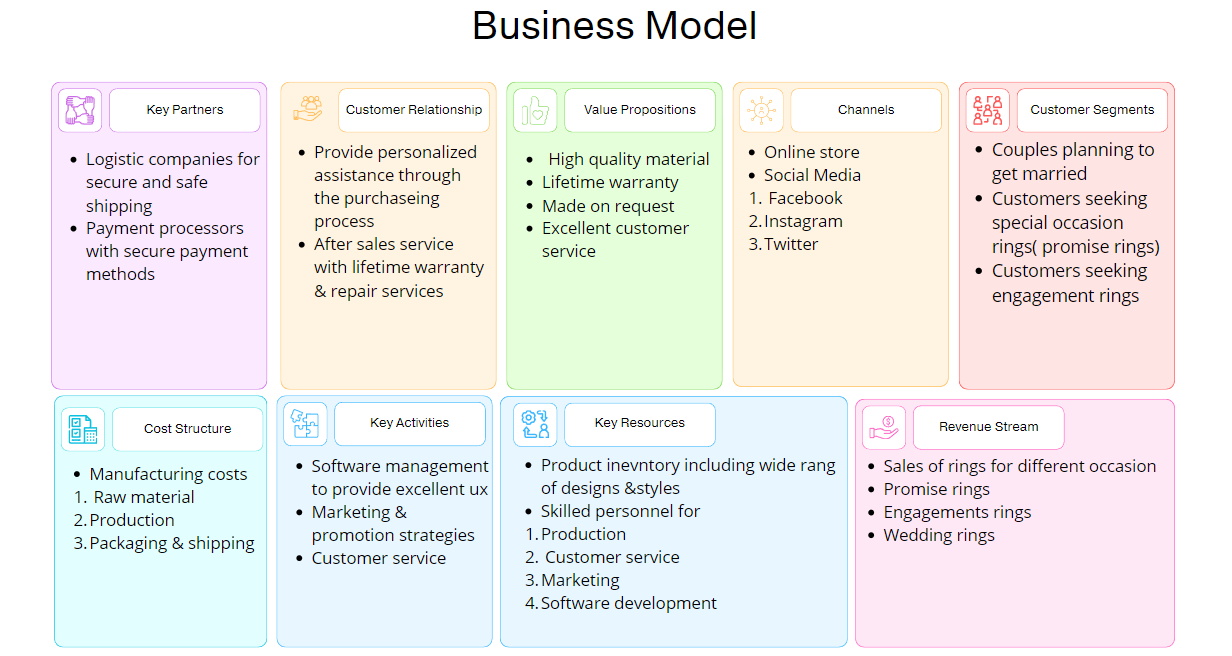 Business Model
Key Partners
• Logistic companies for
secure and safe
shipping
• Payment processors
with secure payment
methods
Customer Relationship
• Provide personalized
assistance through
the purchaseing
process
• After sales service
with lifetime warranty
& repair services
Value Propositions
• High quality material
• Lifetime warranty
• Made on request
• Excellent customer
service
Channels
• Online store
• Social Media
1. Facebook
2. Instagram
3. Twitter
Customer Segments
• Couples planning to
get married
• Customers seeking
special occasion
rings( promise rings)
• Customers seeking
engagement rings
Cost Structure
• Manufacturing costs
1. Raw material
2. Production
3. Packaging & shipping
Key Activities
• Software management
to provide excellent ux
• Marketing &
promotion strategies
• Customer service
Key Resources
• Product inevntory including wide rang
of designs &styles
• Skilled personnel for
1. Production
2. Customer service
3. Marketing
4. Software development
Revenue Stream
• Sales of rings for different occasion
• Promise rings
• Engagements rings
• Wedding rings